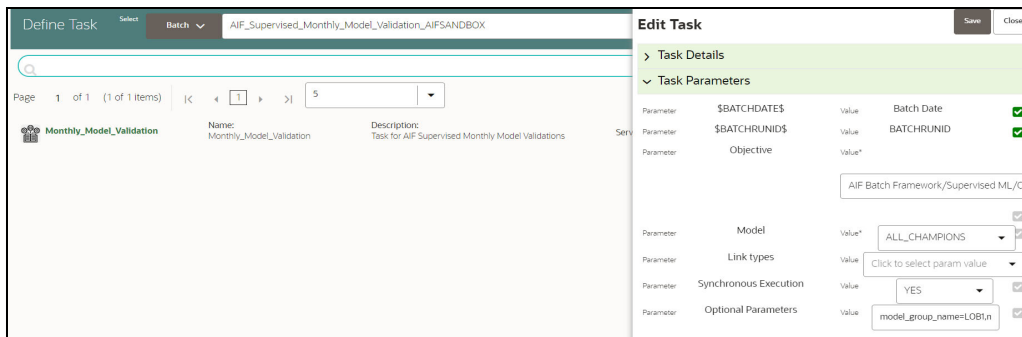 Define Task Select Batch AIF_Supervised_Monthly_Model_Validation_AIFSANDBOX
Page 1 of 1 (1 of 1 items) 1 5
Monthly_Model_Validation
Name:
Monthly_Model_Validation
Description:
Task for AIF Supervised Monthly Model Validations
Serv
Edit Task Save Close
Task Details
Task Parameters
Parameter $BATCHDATE$ Value Batch Date
Parameter $BATCHRUNID$ Value BATCHRUNID
Parameter Objective Value*
AIF Batch Framework/Supervised ML/C
Parameter Model Value* ALL_CHAMPIONS
Parameter Link types Value Click to select param value
Parameter Synchronous Execution Value YES
Parameter Optional Parameters Value model_group_name=LOB1,n